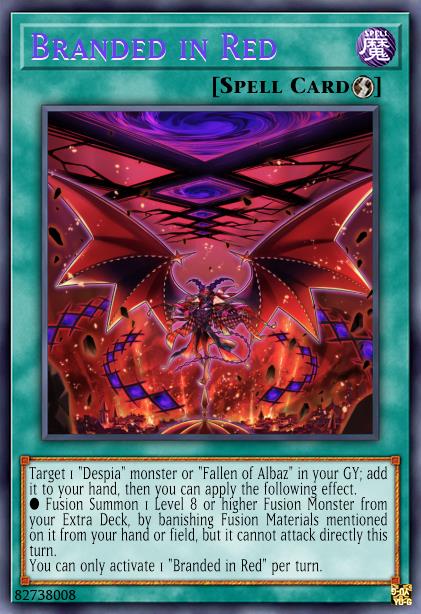 Branded in Red
SPELL
魔
[Spell Card]
Target 1 "Despia" monster or "Fallen of Albaz" in your GY; add
it to your hand, then you can apply the following effect.
● Fusion Summon 1 Level 8 or higher Fusion Monster from
your Extra Deck, by banishing Fusion Materials mentioned
on it from your hand or field, but it cannot attack directly this
turn.
You can only activate 1 "Branded in Red" per turn.
82738008